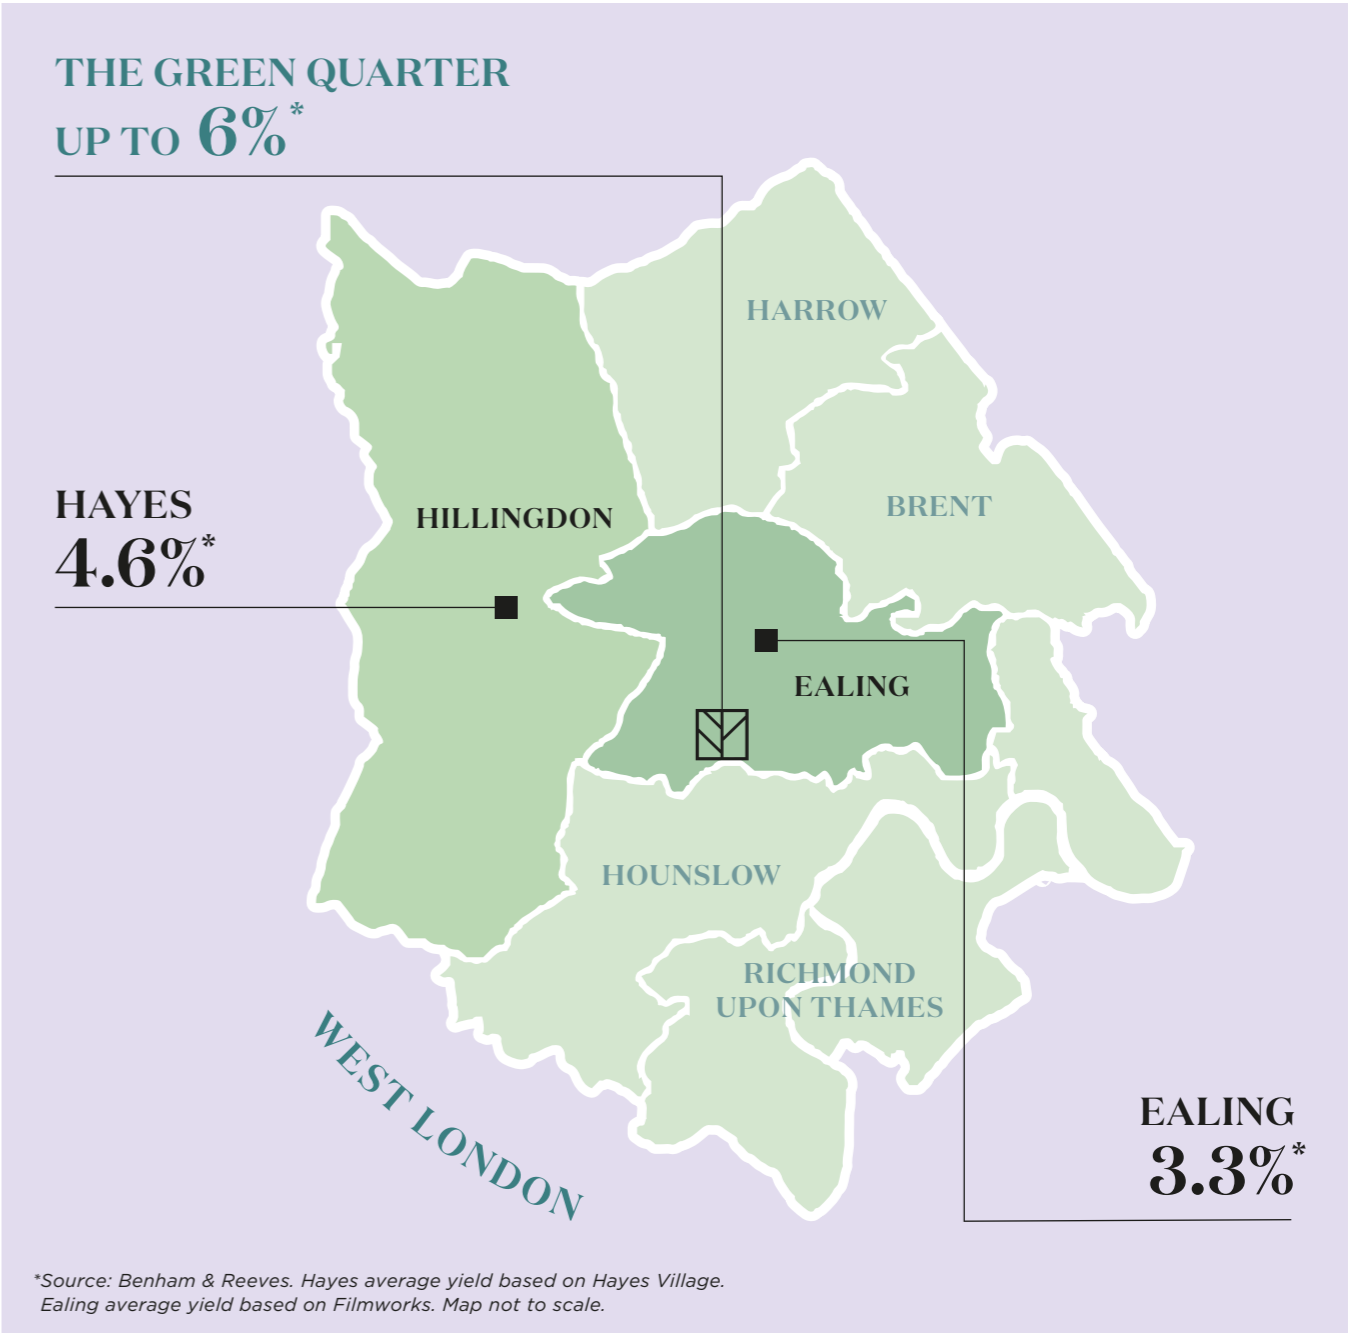 THE GREEN QUARTER
UP TO 6%*
HARROW
HAYES
4.6%*
HILLINGDON
BRENT
EALING
HOUNSLOW
RICHMOND
UPON THAMES
WEST LONDON
EALING
3.3%*
*Source: Benham & Reeves. Hayes average yield based on Hayes Village.
Ealing average yield based on Filmworks. Map not to scale.